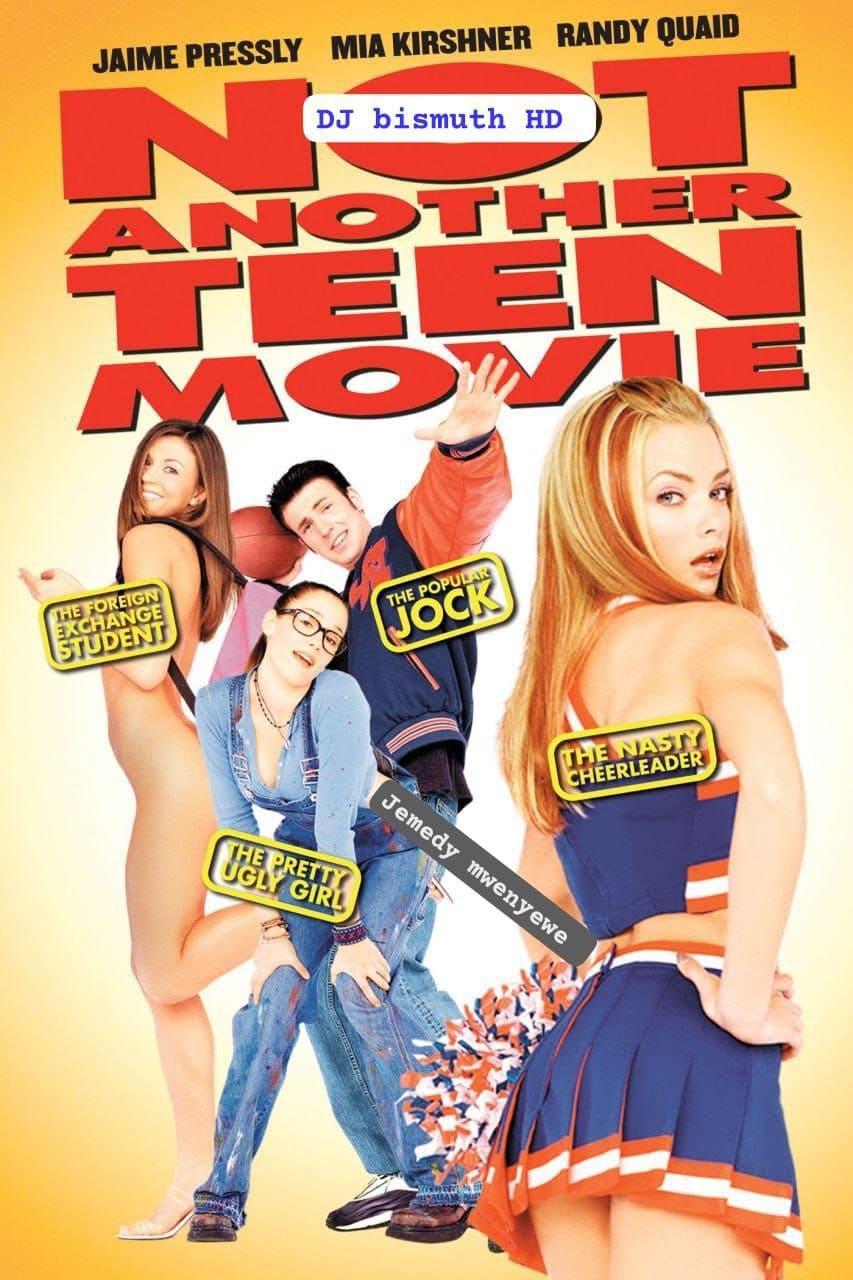 JAIME PRESSLY MIA KIRSHNER RANDY QUAID
NOT
DJ bismuth HD
ANOTHER
TEEN
MOVIE
THE FOREIGN
EXCHANGE
STUDENT
THE POPULAR
JOCK
THE NASTY
CHEERLEADER
THE PRETTY
UGLY GIRL
Jemedy mwenyewe